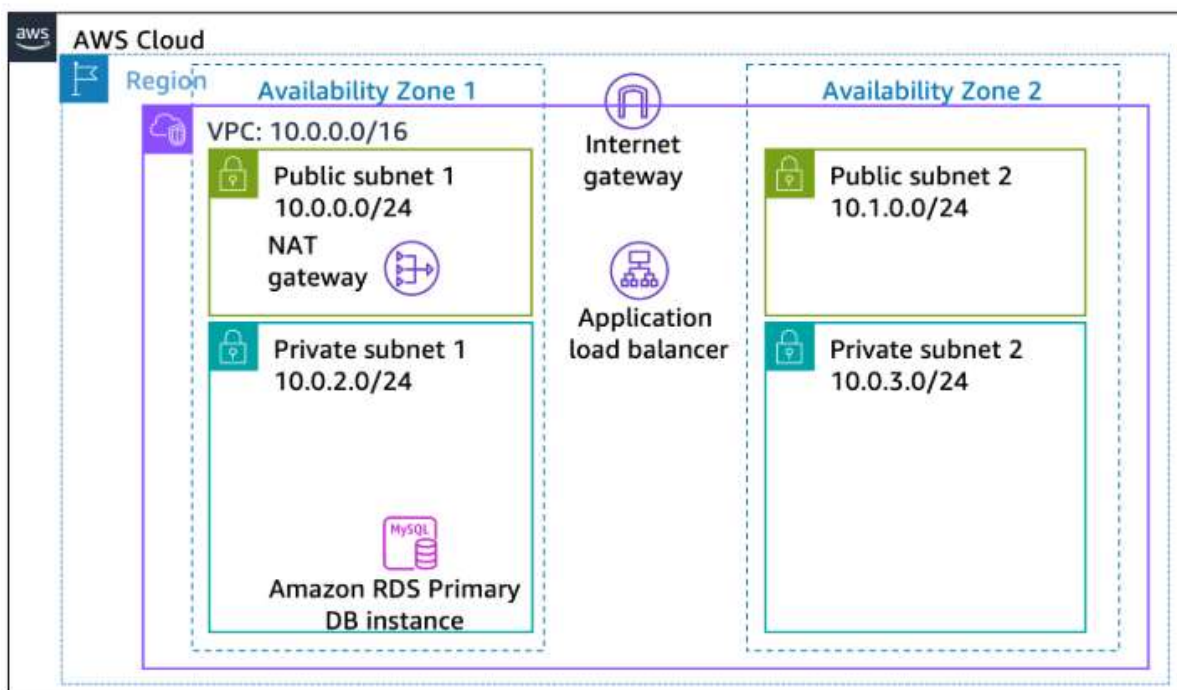 aws
AWS Cloud
Region
Availability Zone 1
Availability Zone 2
VPC: 10.0.0.0/16
Internet
gateway
Public subnet 1
10.0.0.0/24
NAT
gateway
Public subnet 2
10.1.0.0/24
Application
load balancer
Private subnet 1
10.0.2.0/24
Private subnet 2
10.0.3.0/24
MySQL
Amazon RDS Primary
DB instance